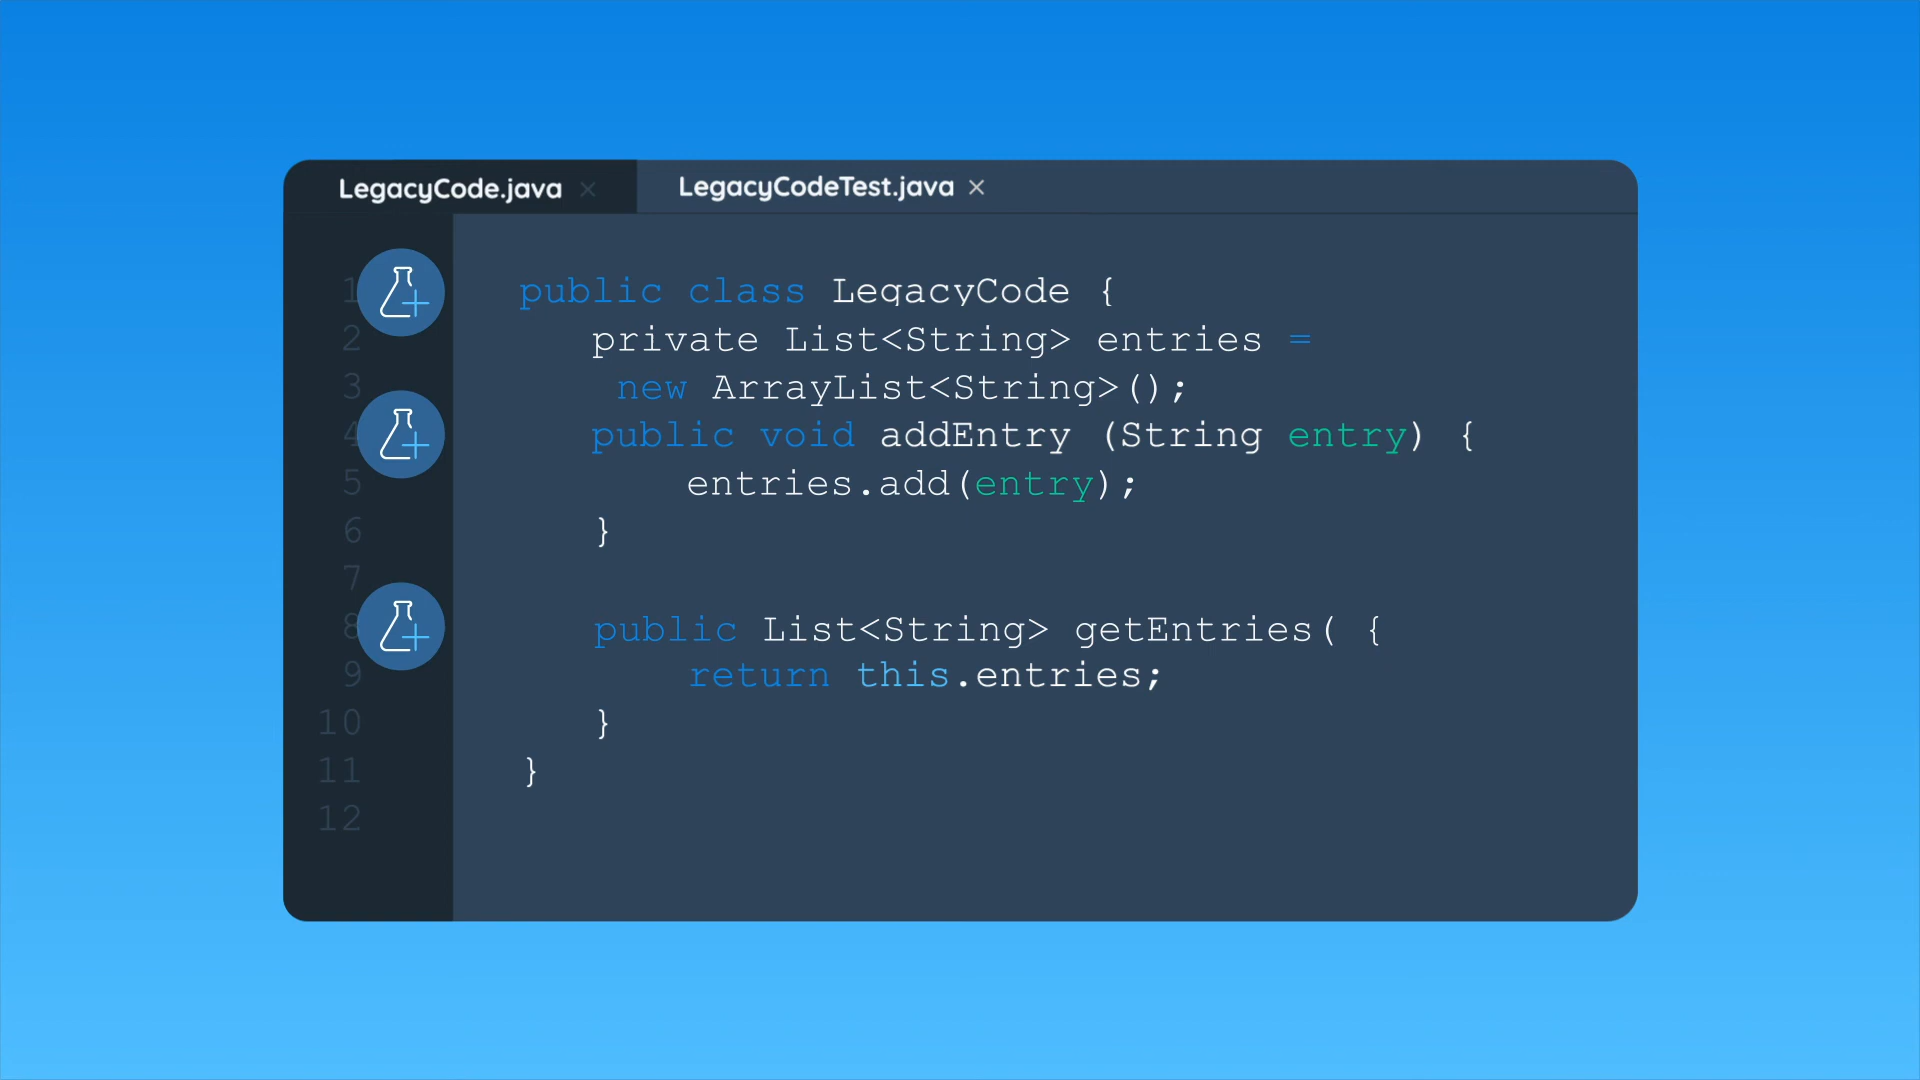 LegacyCode.java ×
LegacyCodeTest.java ×
1 public class LegacyCode {
2 private List<String> entries =
3 new ArrayList<String>();
4 public void addEntry (String entry) {
5 entries.add(entry);
6 }
7
8 public List<String> getEntries( {
9 return this.entries;
10 }
11 }
12